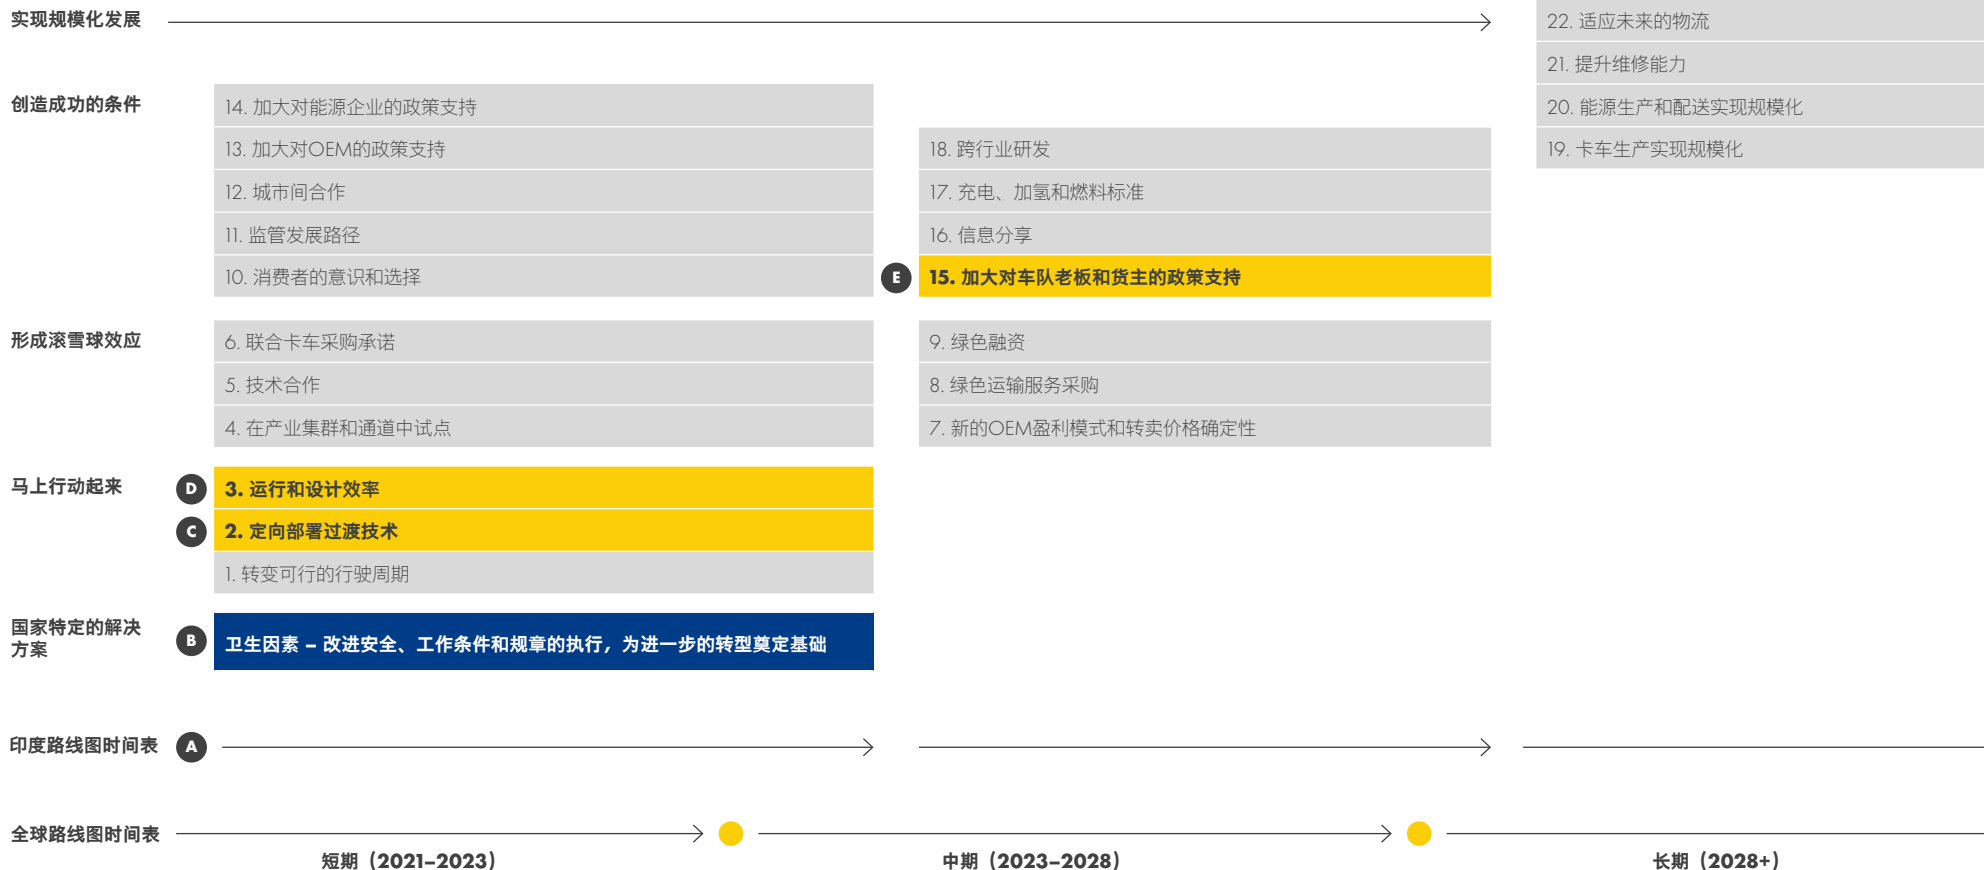 实现规模化发展
22. 适应未来的物流
21. 提升维修能力
20. 能源生产和配送实现规模化
19. 卡车生产实现规模化
创造成功的条件
14. 加大对能源企业的政策支持
13. 加大对OEM的政策支持
12. 城市间合作
11. 监管发展路径
10. 消费者的意识和选择
18. 跨行业研发
17. 充电、加氢和燃料标准
16. 信息分享
E
15. 加大对车队老板和货主的政策支持
形成滚雪球效应
6. 联合卡车采购承诺
5. 技术合作
4. 在产业集群和通道中试点
9. 绿色融资
8. 绿色运输服务采购
7. 新的OEM盈利模式和转卖价格确定性
马上行动起来
D
3. 运行和设计效率
C
2. 定向部署过渡技术
1. 转变可行的行驶周期
国家特定的解决
方案
B
卫生因素 – 改进安全、工作条件和规章的执行，为进一步的转型奠定基础
印度路线图时间表
A
全球路线图时间表
短期（2021–2023）
中期（2023–2028）
长期（2028+）